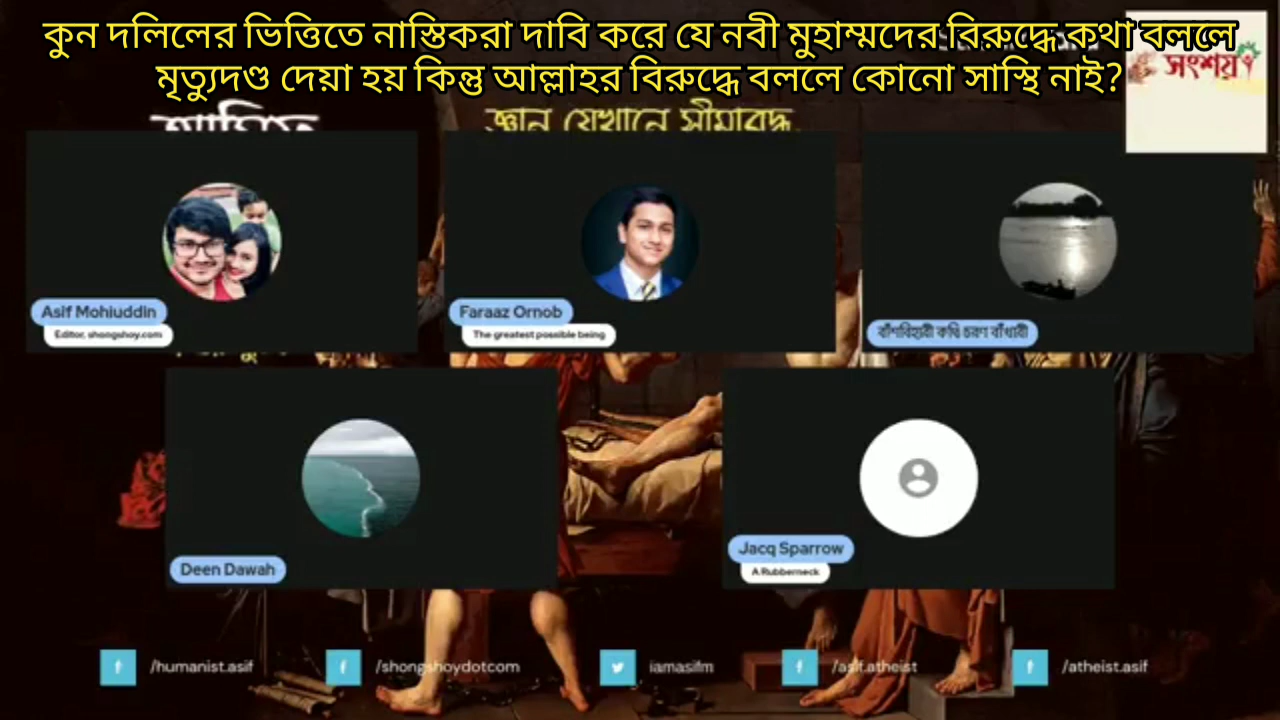 কুন দলিলের ভিত্তিতে নাস্তিকরা দাবি করে যে নবী মুহাম্মদের বিরুদ্ধে কথা বললে
মৃত্যুদণ্ড দেয়া হয় কিন্তু আল্লাহর বিরুদ্ধে বললে কোনো সাস্থি নাই?
সংশয়
জ্ঞান যেখানে সীমাবদ্ধ
Asif Mohiuddin
Editor, shongshoy.com
Faraaz Ornob
The greatest possible being
Deen Dawah
Jacq Sparrow
A Rubberneck
/humanist.asif
/shongshoydotcom
iamasifm
/asif.atheist
/atheist.asif